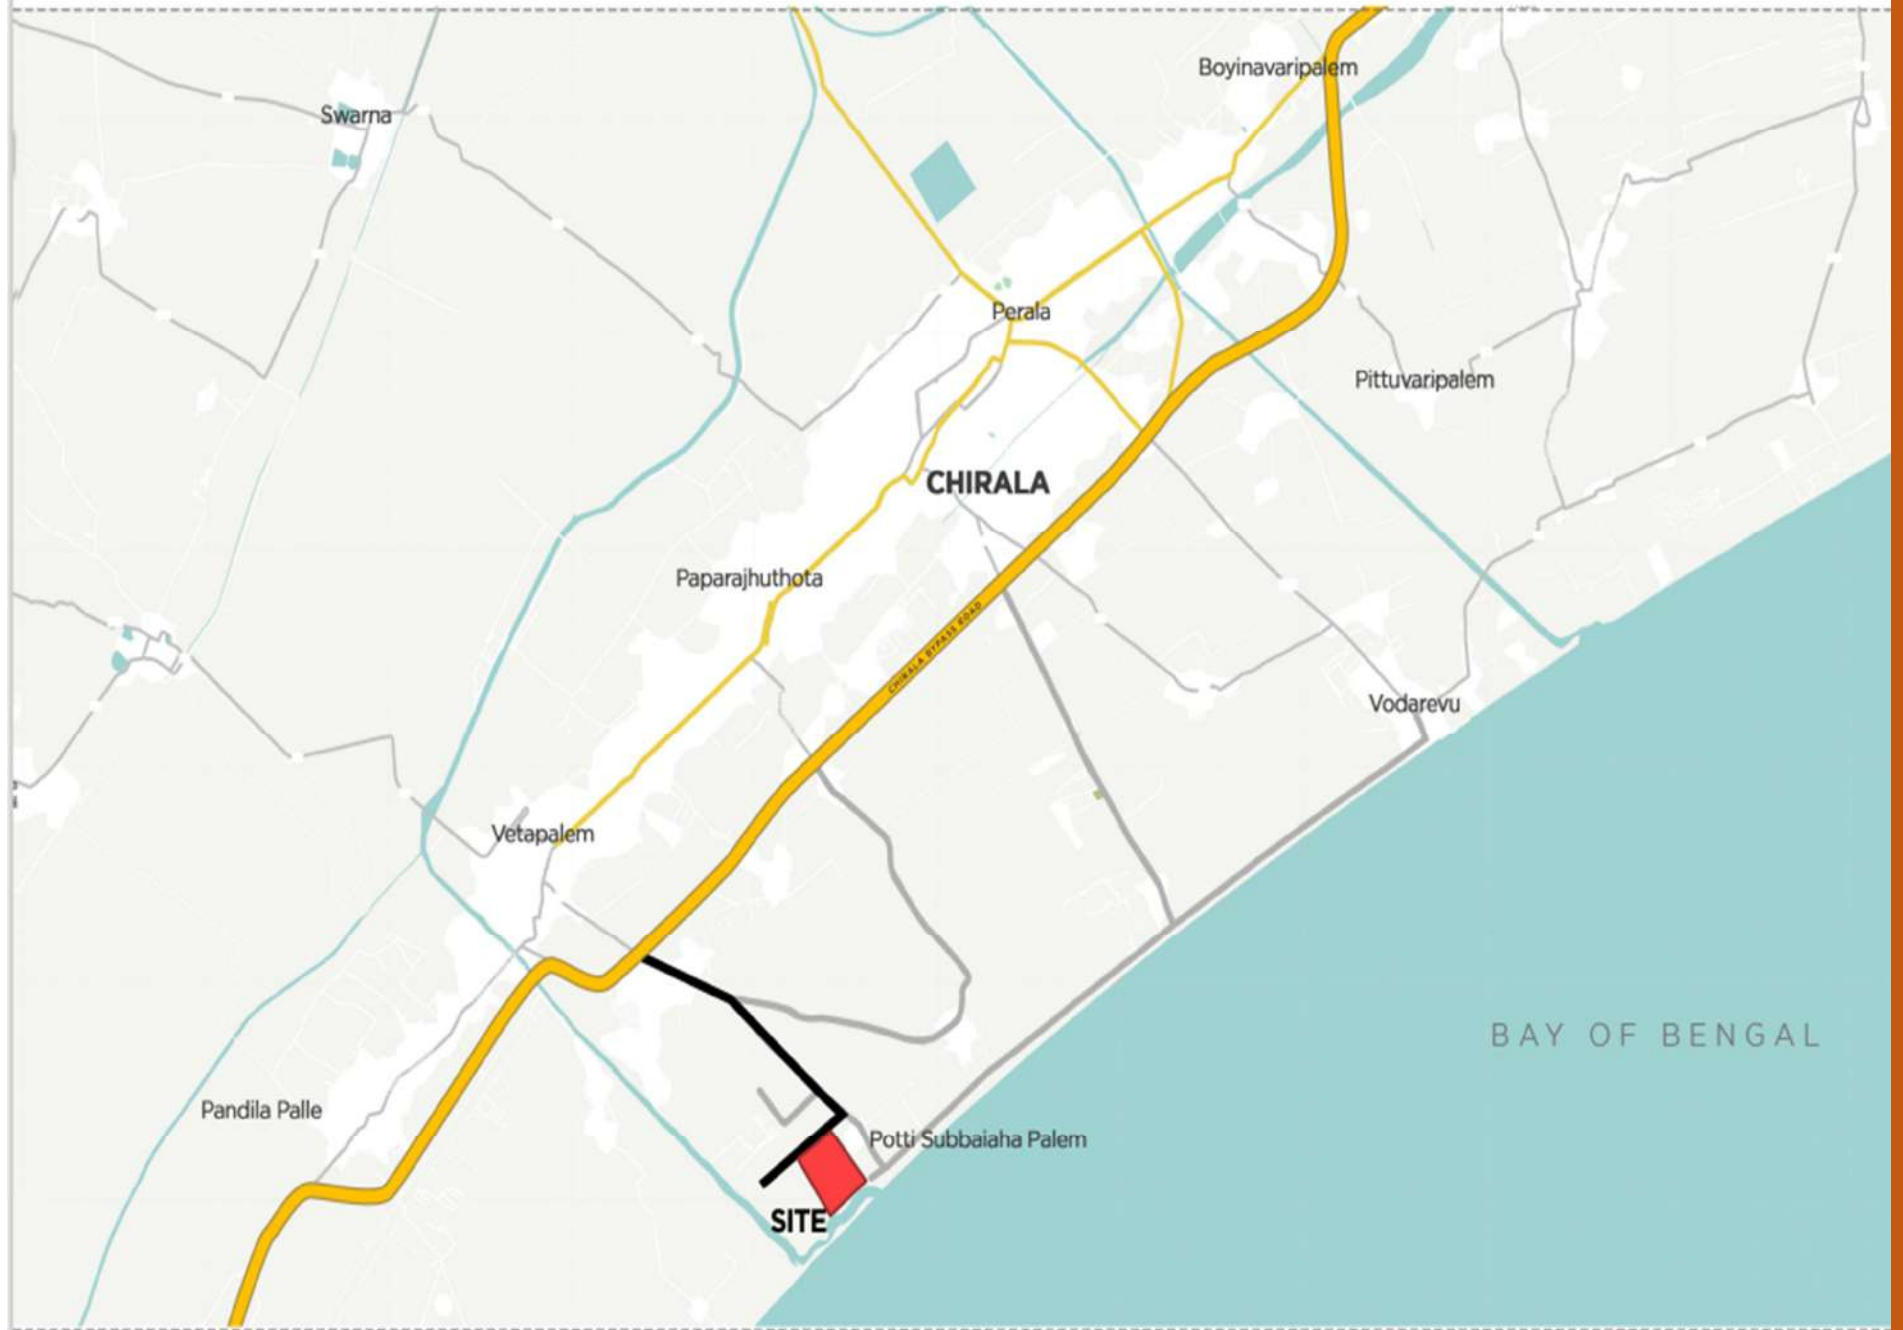 Boyinavaripalem
Swarna
Perala
Pittuvaripalem
CHIRALA
Paparajhuthota
CHIRALA BYPASS ROAD
Vodarevu
Vetapalem
BAY OF BENGAL
Pandila Palle
Potti Subbaiaha Palem
SITE